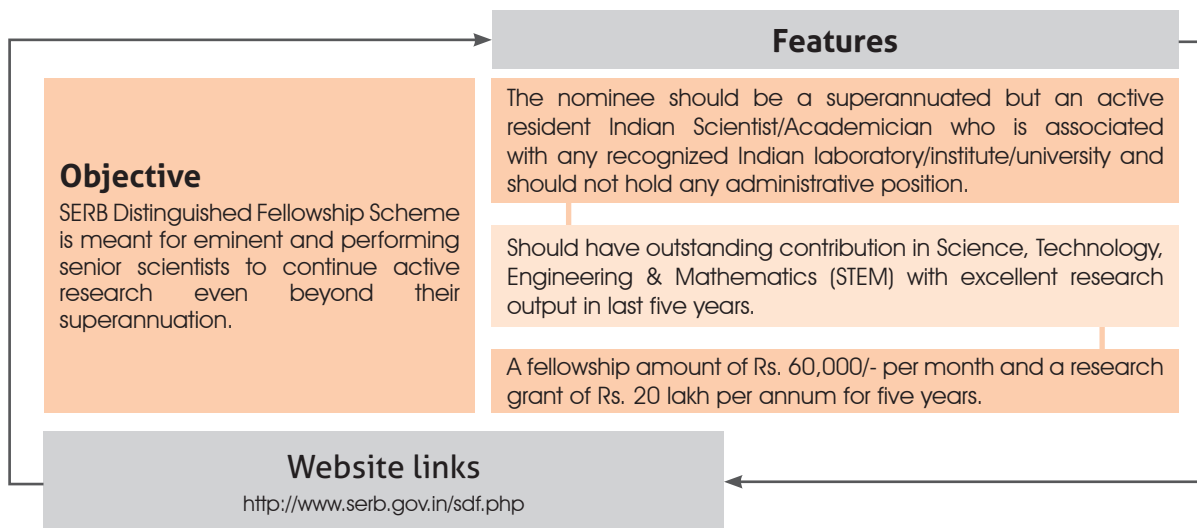 Features
Objective
SERB Distinguished Fellowship Scheme
is meant for eminent and performing
senior scientists to continue active
research even beyond their
superannuation.
The nominee should be a superannuated but an active
resident Indian Scientist/Academician who is associated
with any recognized Indian laboratory/institute/university and
should not hold any administrative position.
Should have outstanding contribution in Science, Technology,
Engineering & Mathematics (STEM) with excellent research
output in last five years.
A fellowship amount of Rs. 60,000/- per month and a research
grant of Rs. 20 lakh per annum for five years.
Website links
http://www.serb.gov.in/sdf.php